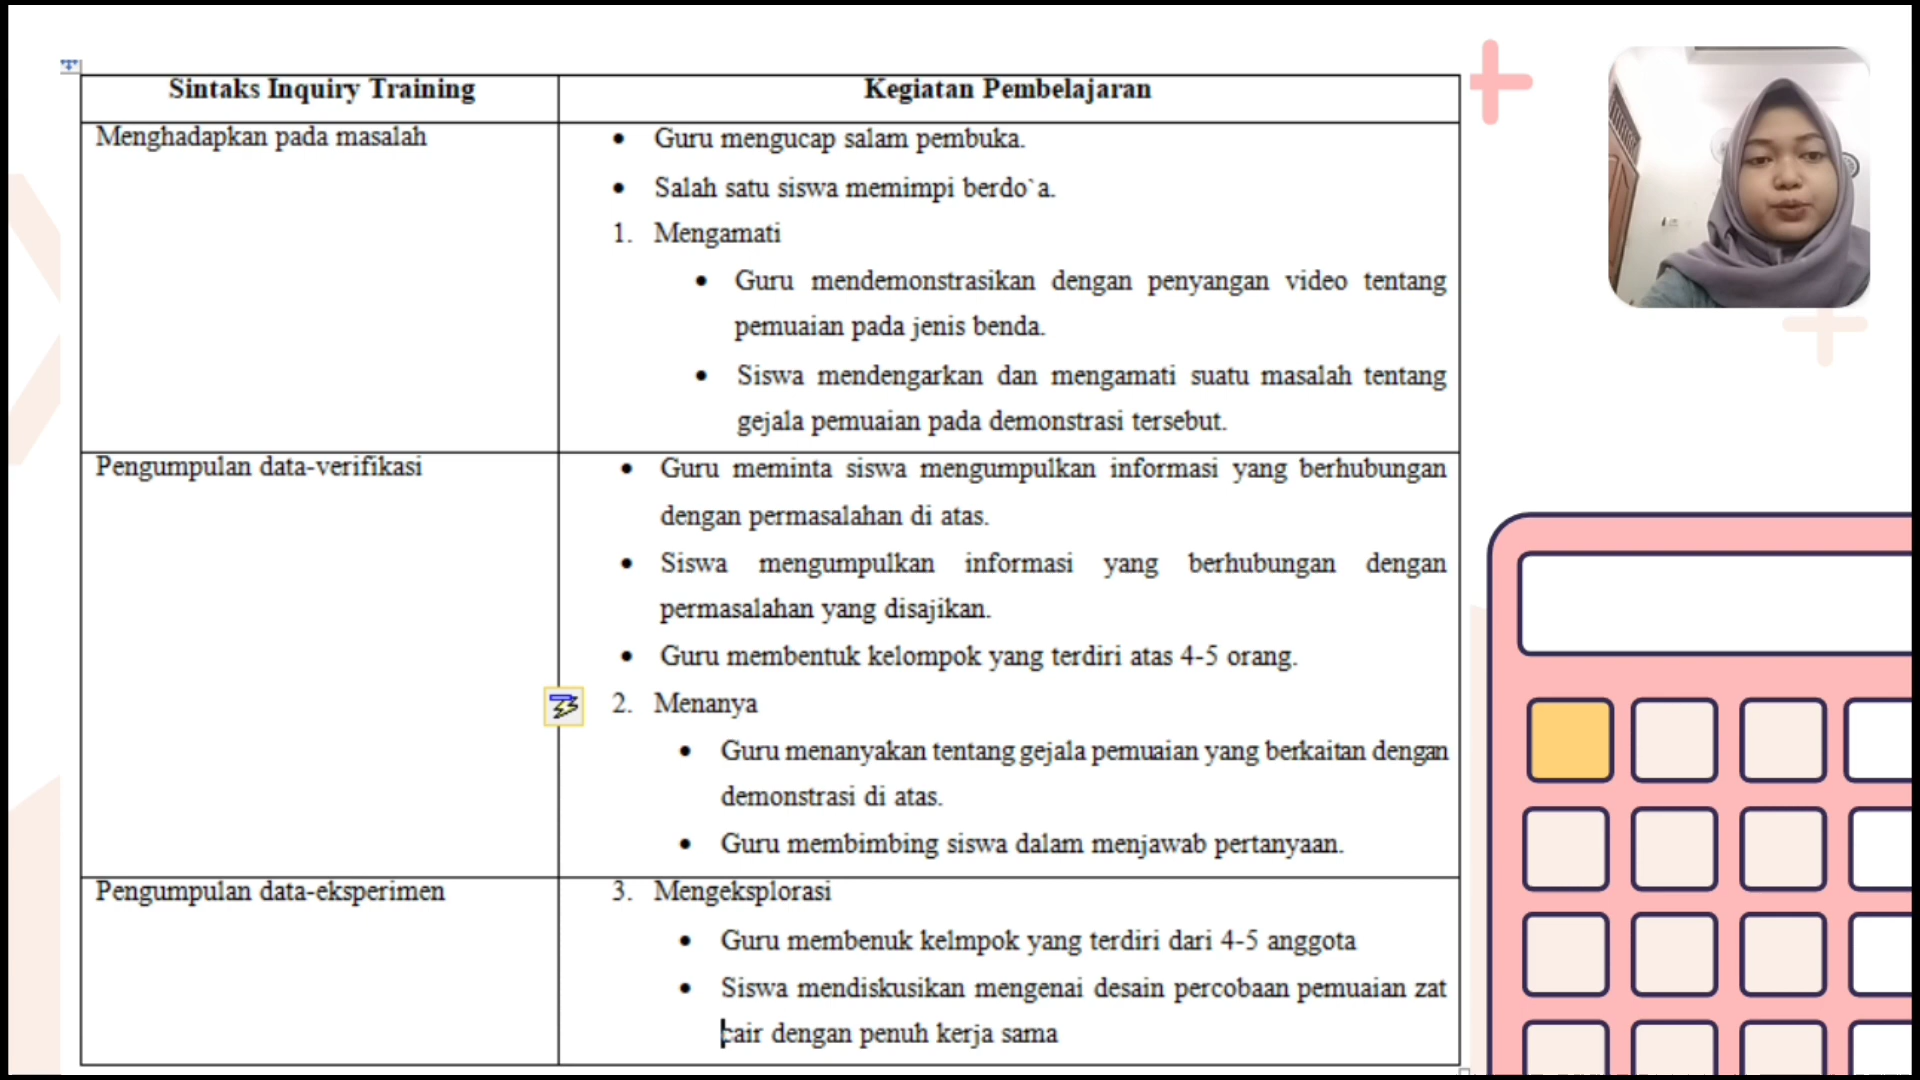 Sintaks Inquiry Training
Kegiatan Pembelajaran
Menghadapkan pada masalah
• Guru mengucap salam pembuka.
• Salah satu siswa memimpi berdo`a.
1. Mengamati
• Guru mendemonstrasikan dengan penyangan video tentang
pemuaian pada jenis benda.
• Siswa mendengarkan dan mengamati suatu masalah tentang
gejala pemuaian pada demonstrasi tersebut.
Pengumpulan data-verifikasi
• Guru meminta siswa mengumpulkan informasi yang berhubungan
dengan permasalahan di atas.
• Siswa mengumpulkan informasi yang berhubungan dengan
permasalahan yang disajikan.
• Guru membentuk kelompok yang terdiri atas 4-5 orang.
2. Menanya
• Guru menanyakan tentang gejala pemuaian yang berkaitan dengan
demonstrasi di atas.
• Guru membimbing siswa dalam menjawab pertanyaan.
Pengumpulan data-eksperimen
3. Mengeksplorasi
• Guru membenuk kelmpok yang terdiri dari 4-5 anggota
• Siswa mendiskusikan mengenai desain percobaan pemuaian zat
cair dengan penuh kerja sama